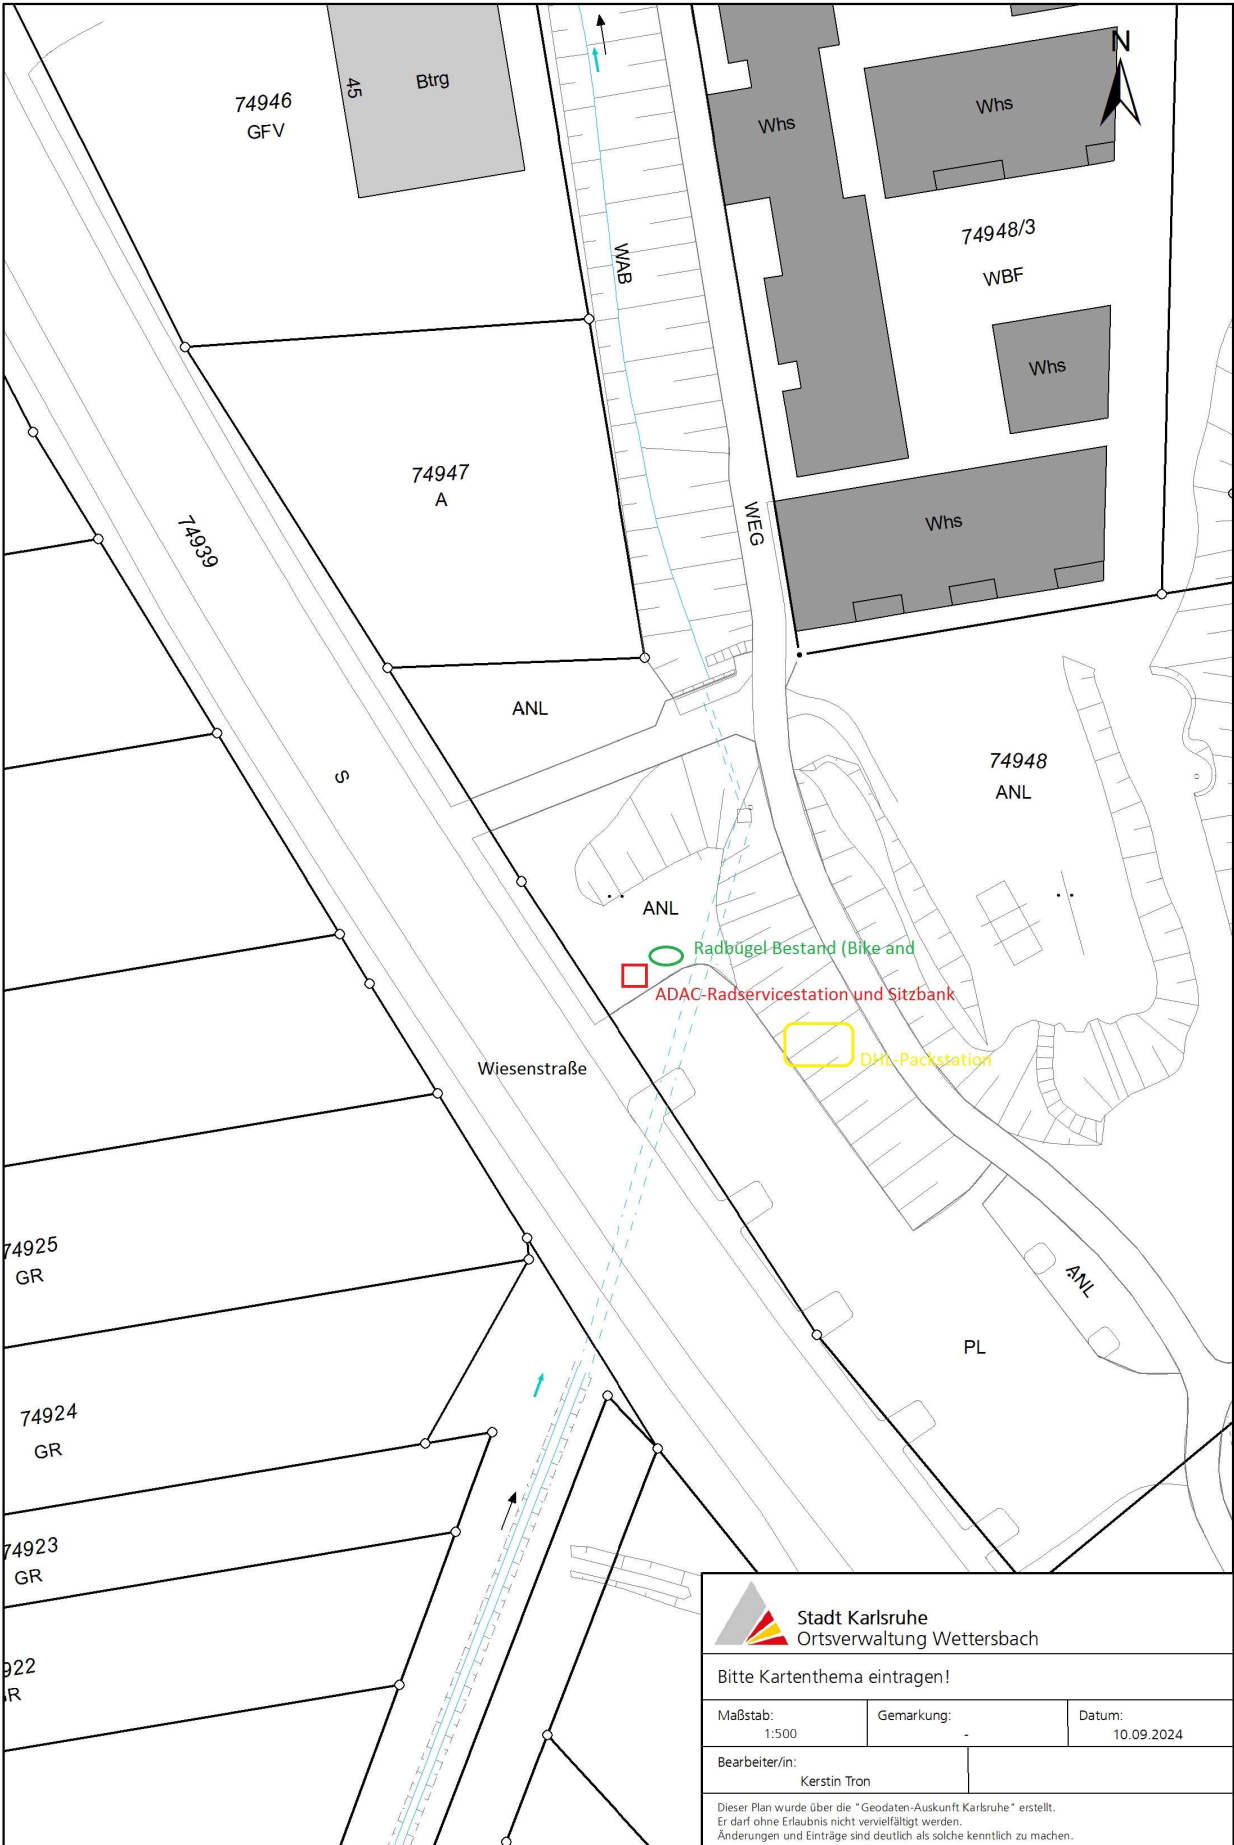 N
74946
GFV
45
Btrg
Whs
Whs
WAB
74948/3
WBF
Whs
74947
A
74939
WEG
Whs
ANL
S
74948
ANL
ANL
Radbügel Bestand (Bike and
ADAC-Radservicestation und Sitzbank
DHL-Packstation
Wiesenstraße
74925
GR
ANL
PL
74924
GR
74923
GR
922
R
Stadt Karlsruhe
Ortsverwaltung Wettersbach
Bitte Kartenthema eintragen!
Maßstab:
1:500
Gemarkung:
-
Datum:
10.09.2024
Bearbeiter/in:
Kerstin Tron
Dieser Plan wurde über die "Geodaten-Auskunft Karlsruhe" erstellt.
Er darf ohne Erlaubnis nicht vervielfältigt werden.
Änderungen und Einträge sind deutlich als solche kenntlich zu machen.